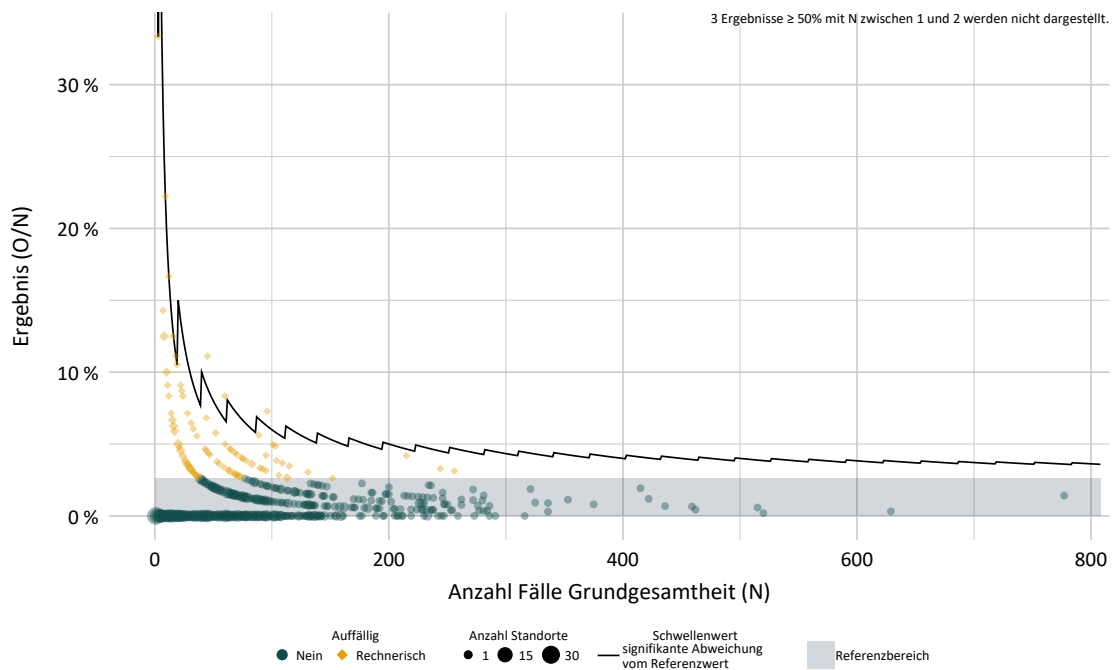 3 Ergebnisse ≥ 50% mit N zwischen 1 und 2 werden nicht dargestellt.
30 %
20 %
10 %
0 %
Ergebnis (O/N)
0
200
400
600
800
Anzahl Fälle Grundgesamtheit (N)
Auffällig
Nein
Rechnerisch
Anzahl Standorte
1
15
30
Schwellenwert
signifikante Abweichung
vom Referenzwert
Referenzbereich